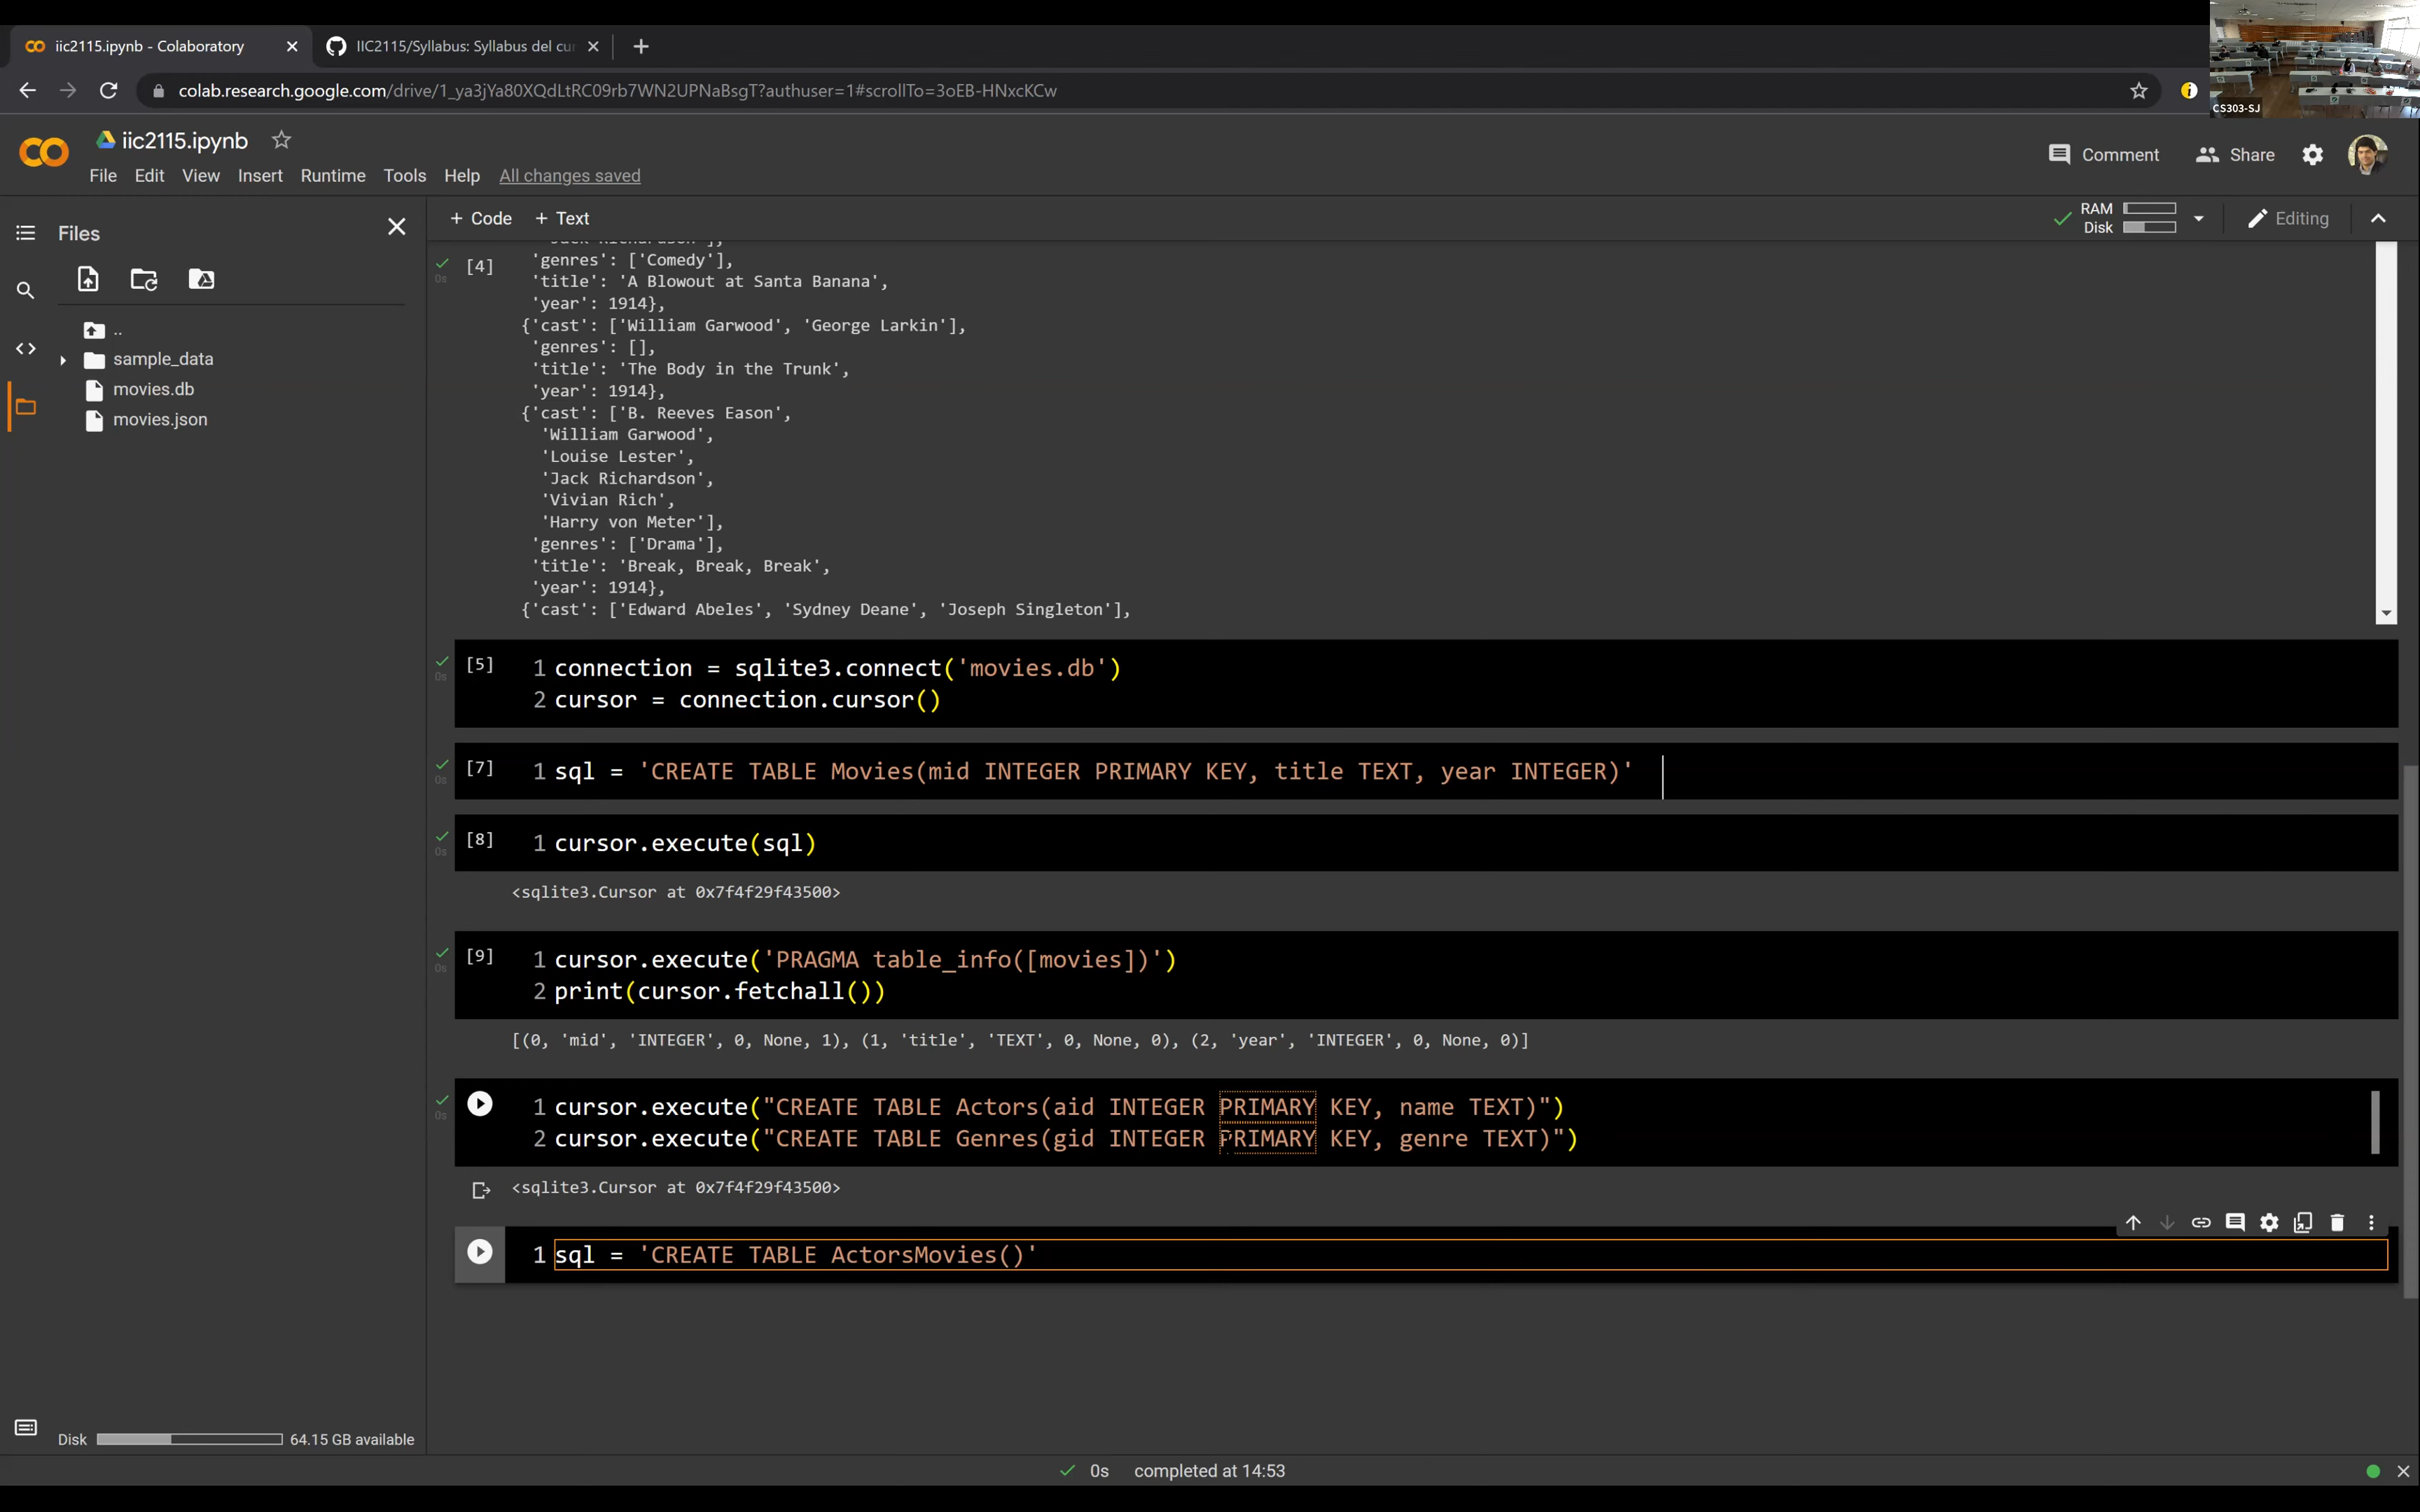 iic2115.ipynb - Colaboratory
IIC2115/Syllabus: Syllabus del cu
colab.research.google.com/drive/1_ya3jYa80XQdLtRC09rb7WN2UPNaBsgT?authuser=1#scrollTo=3oEB-HNxcKCw
CS303-SJ
iic2115.ipynb
Comment
Share
File Edit View Insert Runtime Tools Help All changes saved
Files
+ Code + Text
RAM
Disk
Editing
..
sample_data
movies.db
movies.json
Disk 64.15 GB available
'Jack Richardson'],
[4]
0s
'genres': ['Comedy'],
'title': 'A Blowout at Santa Banana',
'year': 1914},
{'cast': ['William Garwood', 'George Larkin'],
'genres': [],
'title': 'The Body in the Trunk',
'year': 1914},
{'cast': ['B. Reeves Eason',
'William Garwood',
'Louise Lester',
'Jack Richardson',
'Vivian Rich',
'Harry von Meter'],
'genres': ['Drama'],
'title': 'Break, Break, Break',
'year': 1914},
{'cast': ['Edward Abeles', 'Sydney Deane', 'Joseph Singleton'],
[5]
0s
1 connection = sqlite3.connect('movies.db')
2 cursor = connection.cursor()
[7]
0s
1 sql = 'CREATE TABLE Movies(mid INTEGER PRIMARY KEY, title TEXT, year INTEGER)'
[8]
0s
1 cursor.execute(sql)
<sqlite3.Cursor at 0x7f4f29f43500>
[9]
0s
1 cursor.execute('PRAGMA table_info([movies])')
2 print(cursor.fetchall())
[(0, 'mid', 'INTEGER', 0, None, 1), (1, 'title', 'TEXT', 0, None, 0), (2, 'year', 'INTEGER', 0, None, 0)]
0s
1 cursor.execute("CREATE TABLE Actors(aid INTEGER PRIMARY KEY, name TEXT)")
2 cursor.execute("CREATE TABLE Genres(gid INTEGER PRIMARY KEY, genre TEXT)")
<sqlite3.Cursor at 0x7f4f29f43500>
1 sql = 'CREATE TABLE ActorsMovies()'
0s completed at 14:53